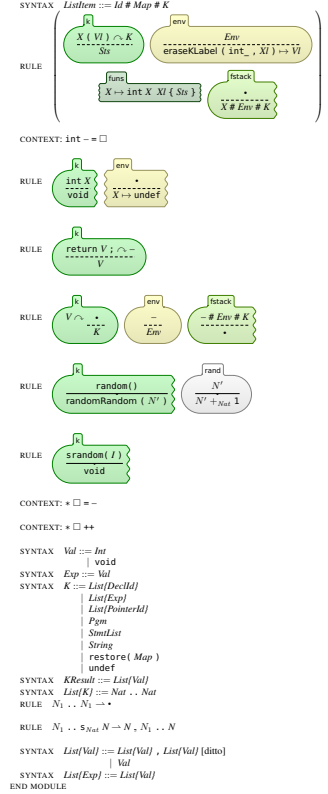 SYNTAX ListItem ::= Id # Map # K
k env
X ( Vl ) ↷ K Env
Sts eraseKLabel ( int_ , Xl ) ↦ Vl
RULE
funs fstack
X ↦ int X Xl { Sts } •
X # Env # K
CONTEXT: int – = □
k env
RULE int X •
void X ↦ undef
k
RULE return V ; ↷ –
V
k env fstack
RULE V ↷ • – – # Env # K
K Env •
k rand
RULE random() N'
randomRandom ( N' ) N' +Nat 1
k
RULE srandom( I )
void
CONTEXT: * □ = –
CONTEXT: * □ ++
SYNTAX Val ::= Int
| void
SYNTAX Exp ::= Val
SYNTAX K ::= List{DeclId}
| List{Exp}
| List{PointerId}
| Pgm
| StmtList
| String
| restore( Map )
| undef
SYNTAX KResult ::= List{Val}
SYNTAX List{K} ::= Nat .. Nat
RULE N₁ .. N₁ ⇀ •
RULE N₁ .. sNat N ⇀ N , N₁ .. N
SYNTAX List{Val} ::= List{Val} , List{Val} [ditto]
| Val
SYNTAX List{Exp} ::= List{Val}
END MODULE